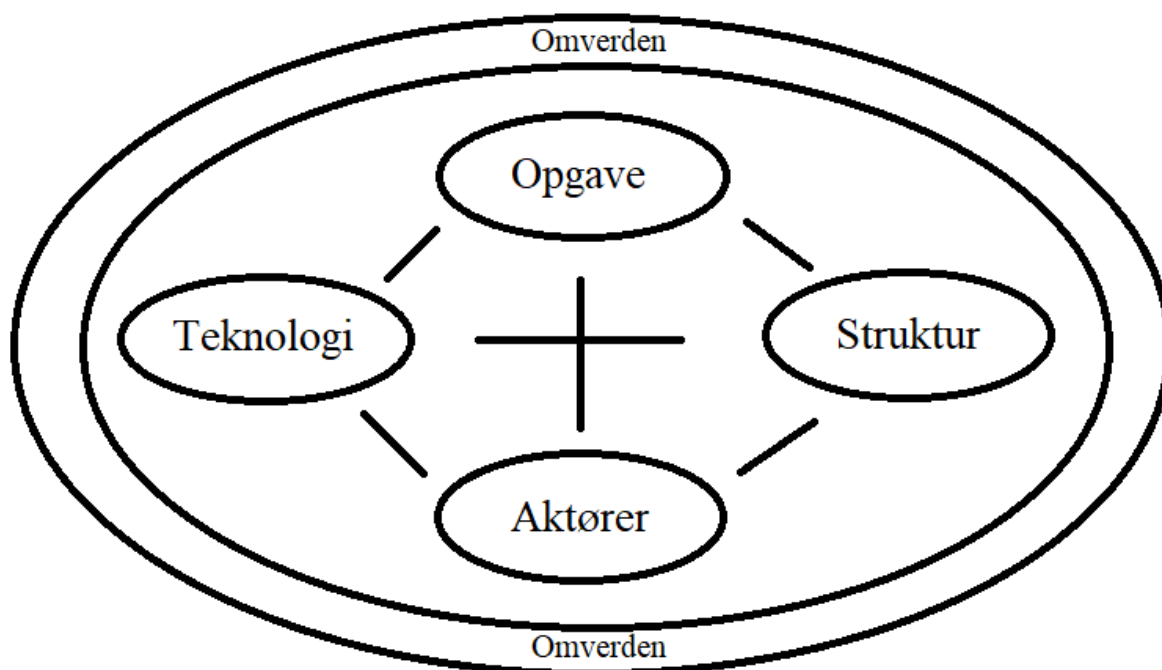 Omverden
Opgave
Teknologi
Struktur
Aktører
Omverden